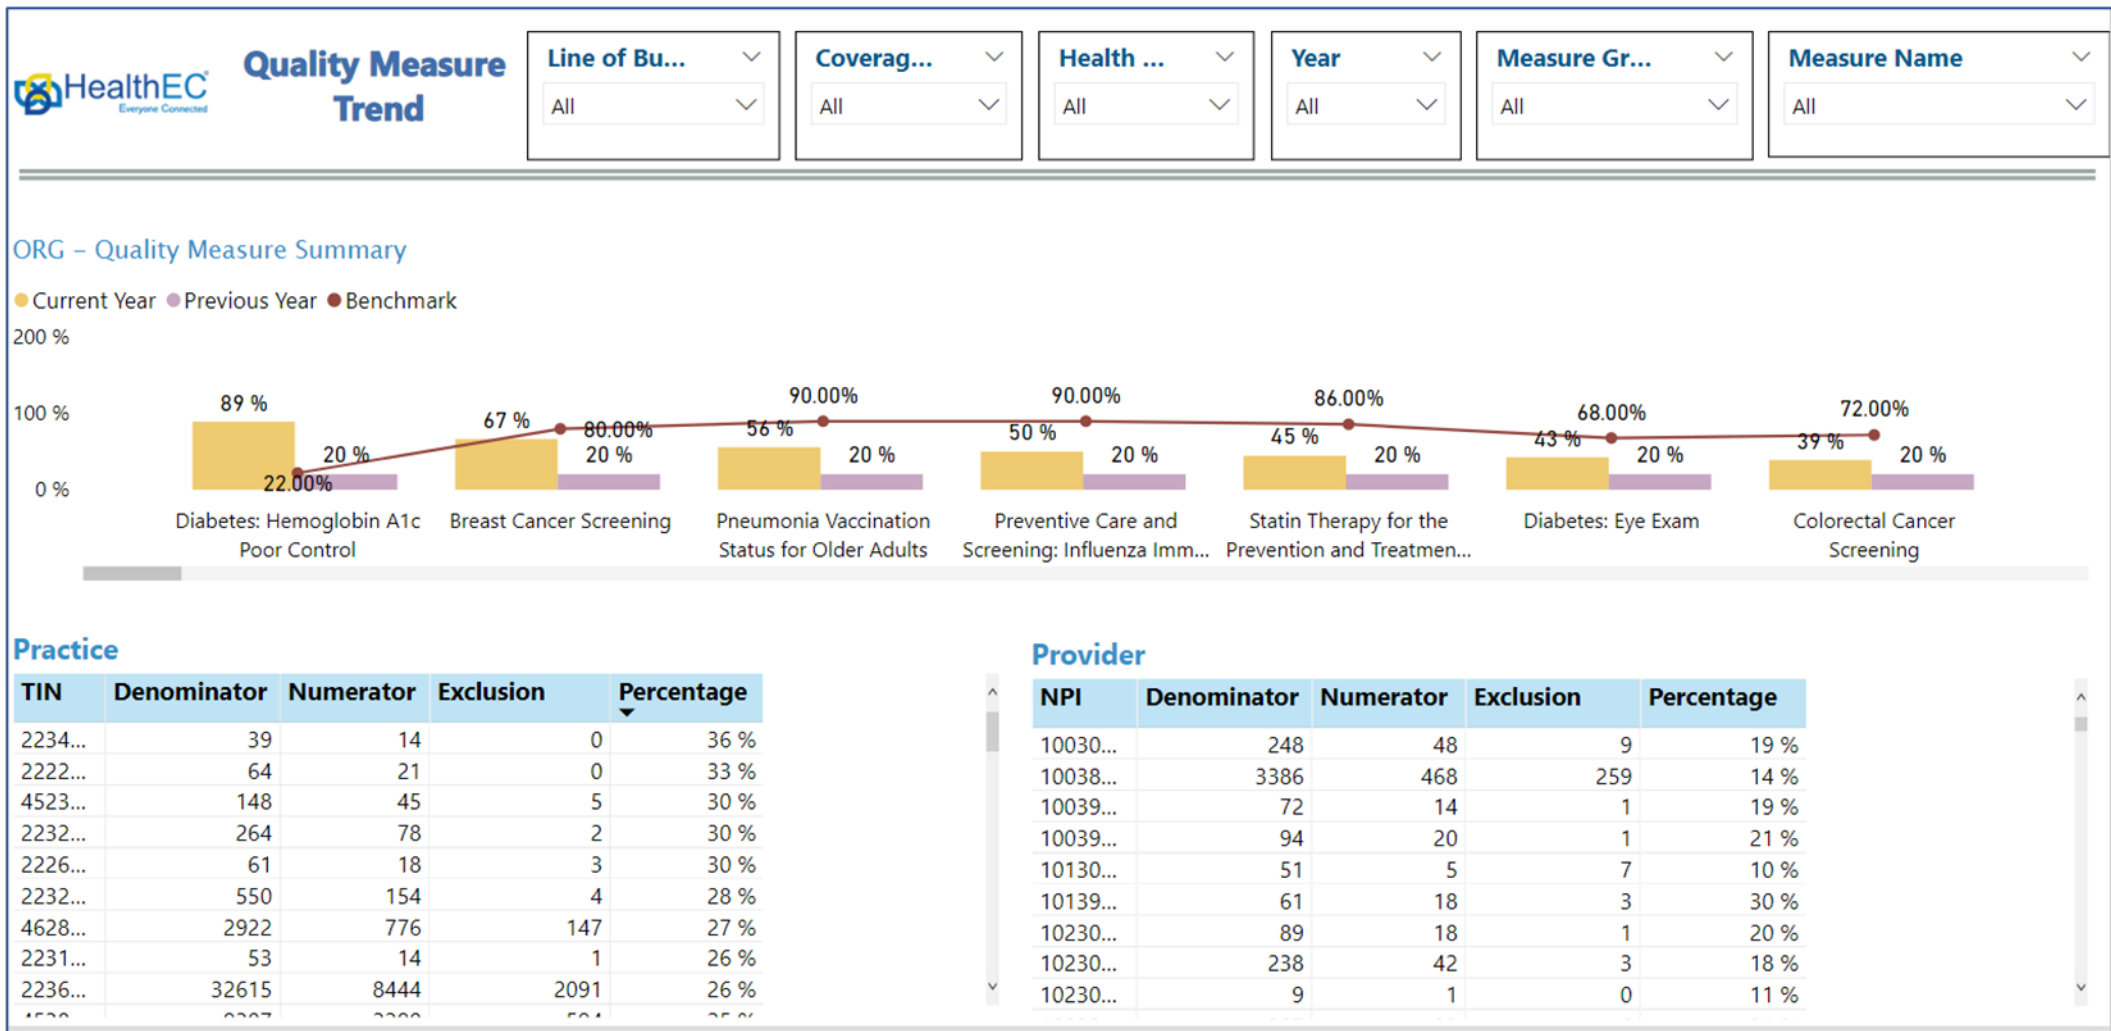 HealthEC
Everyone Connected
Quality Measure
Trend
Line of Bu...
All
Coverag...
All
Health ...
All
Year
All
Measure Gr...
All
Measure Name
All
ORG – Quality Measure Summary
Current Year Previous Year Benchmark
200 %
100 %
0 %
89 %
20 %
22.00%
67 %
80.00%
20 %
90.00%
56 %
20 %
90.00%
50 %
20 %
86.00%
45 %
20 %
68.00%
43 %
20 %
72.00%
39 %
20 %
Diabetes: Hemoglobin A1c
Poor Control
Breast Cancer Screening
Pneumonia Vaccination
Status for Older Adults
Preventive Care and
Screening: Influenza Imm...
Statin Therapy for the
Prevention and Treatmen...
Diabetes: Eye Exam
Colorectal Cancer
Screening
Practice
TIN Denominator Numerator Exclusion Percentage
2234... 39 14 0 36 %
2222... 64 21 0 33 %
4523... 148 45 5 30 %
2232... 264 78 2 30 %
2226... 61 18 3 30 %
2232... 550 154 4 28 %
4628... 2922 776 147 27 %
2231... 53 14 1 26 %
2236... 32615 8444 2091 26 %
Provider
NPI Denominator Numerator Exclusion Percentage
10030... 248 48 9 19 %
10038... 3386 468 259 14 %
10039... 72 14 1 19 %
10039... 94 20 1 21 %
10130... 51 5 7 10 %
10139... 61 18 3 30 %
10230... 89 18 1 20 %
10230... 238 42 3 18 %
10230... 9 1 0 11 %